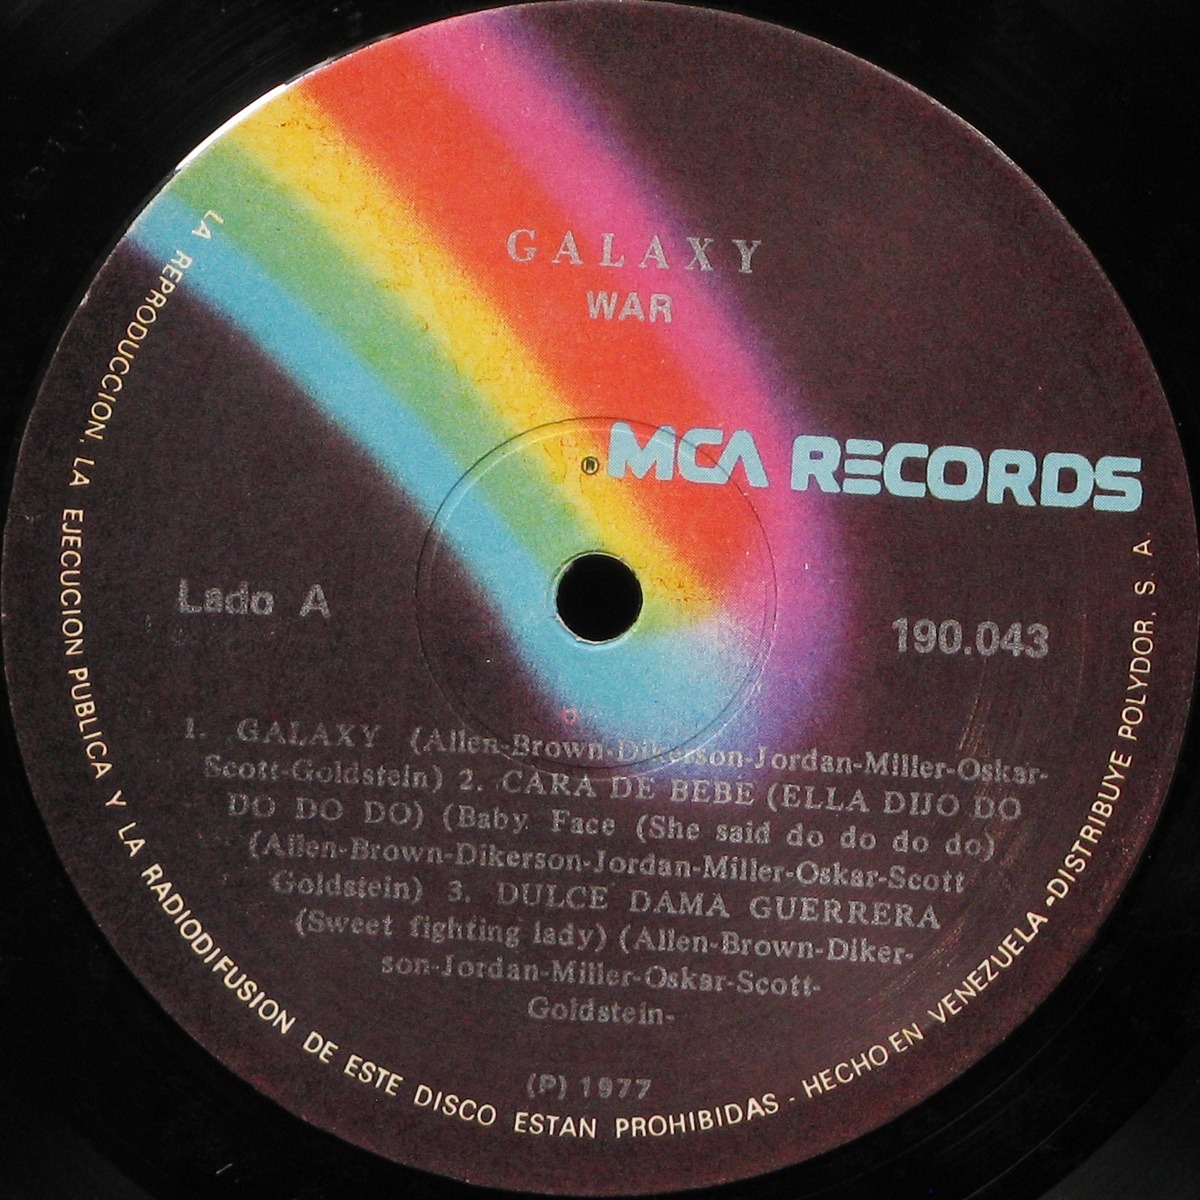 GALAXY
WAR
® MCA RECORDS
Lado A
190.043
1. GALAXY (Allen-Brown-Dikerson-Jordan-Miller-Oskar-
Scott-Goldstein) 2. CARA DE BEBE (ELLA DIJO DO
DO DO DO) (Baby Face (She said do do do do)
(Allen-Brown-Dikerson-Jordan-Miller-Oskar-Scott
Goldstein) 3. DULCE DAMA GUERRERA
(Sweet fighting lady) (Allen-Brown-Diker-
son-Jordan-Miller-Oskar-Scott-
Goldstein-
(P) 1977
LA REPRODUCCION, LA EJECUCION PUBLICA Y LA RADIODIFUSION DE ESTE DISCO ESTAN PROHIBIDAS - HECHO EN VENEZUELA - DISTRIBUYE POLYDOR, S. A.